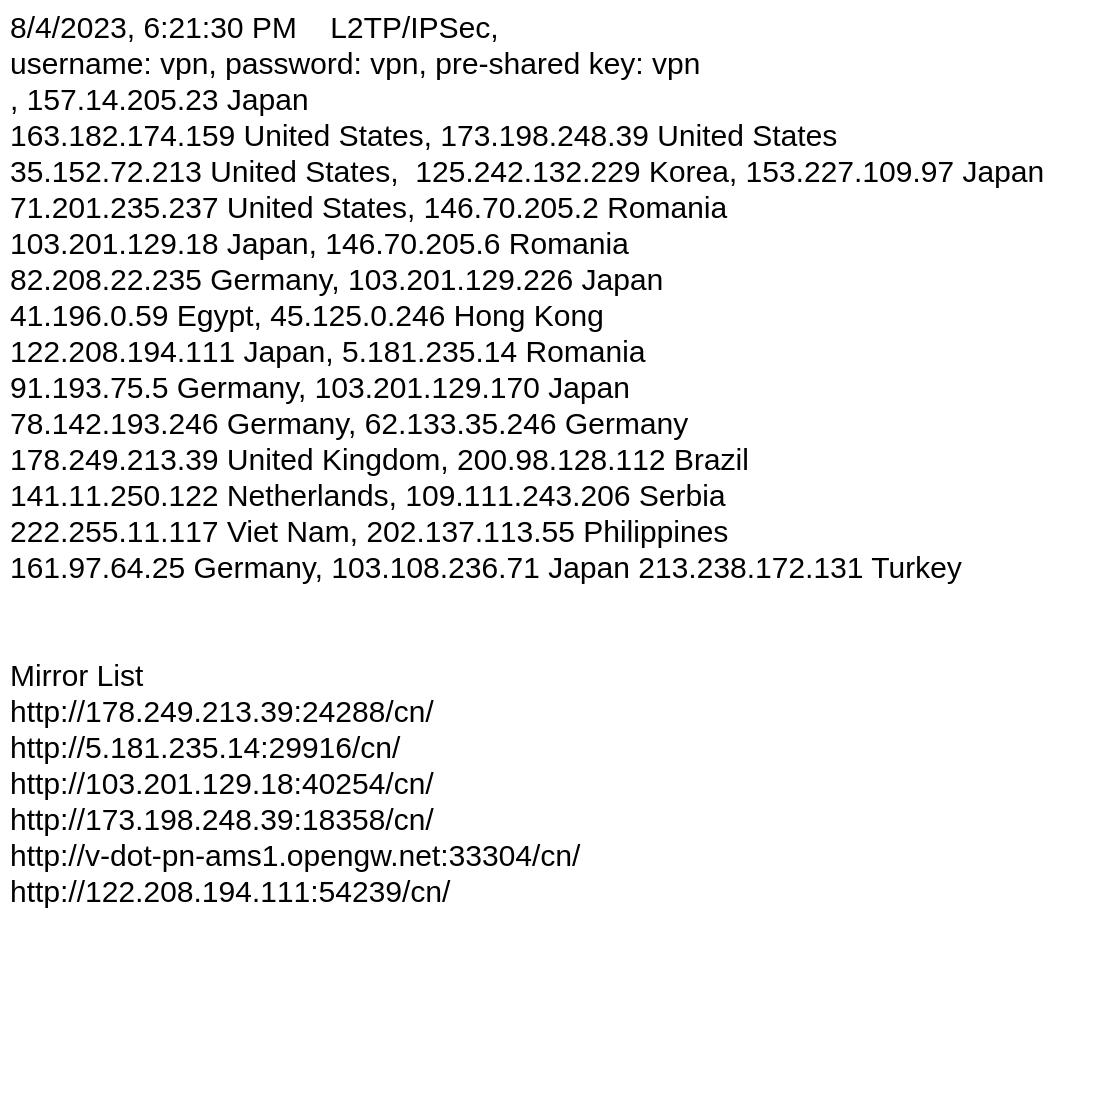 8/4/2023, 6:21:30 PM    L2TP/IPSec,
username: vpn, password: vpn, pre-shared key: vpn
, 157.14.205.23 Japan
163.182.174.159 United States, 173.198.248.39 United States
35.152.72.213 United States,  125.242.132.229 Korea, 153.227.109.97 Japan
71.201.235.237 United States, 146.70.205.2 Romania
103.201.129.18 Japan, 146.70.205.6 Romania
82.208.22.235 Germany, 103.201.129.226 Japan
41.196.0.59 Egypt, 45.125.0.246 Hong Kong
122.208.194.111 Japan, 5.181.235.14 Romania
91.193.75.5 Germany, 103.201.129.170 Japan
78.142.193.246 Germany, 62.133.35.246 Germany
178.249.213.39 United Kingdom, 200.98.128.112 Brazil
141.11.250.122 Netherlands, 109.111.243.206 Serbia
222.255.11.117 Viet Nam, 202.137.113.55 Philippines
161.97.64.25 Germany, 103.108.236.71 Japan 213.238.172.131 Turkey
Mirror List
http://178.249.213.39:24288/cn/
http://5.181.235.14:29916/cn/
http://103.201.129.18:40254/cn/
http://173.198.248.39:18358/cn/
http://v-dot-pn-ams1.opengw.net:33304/cn/
http://122.208.194.111:54239/cn/